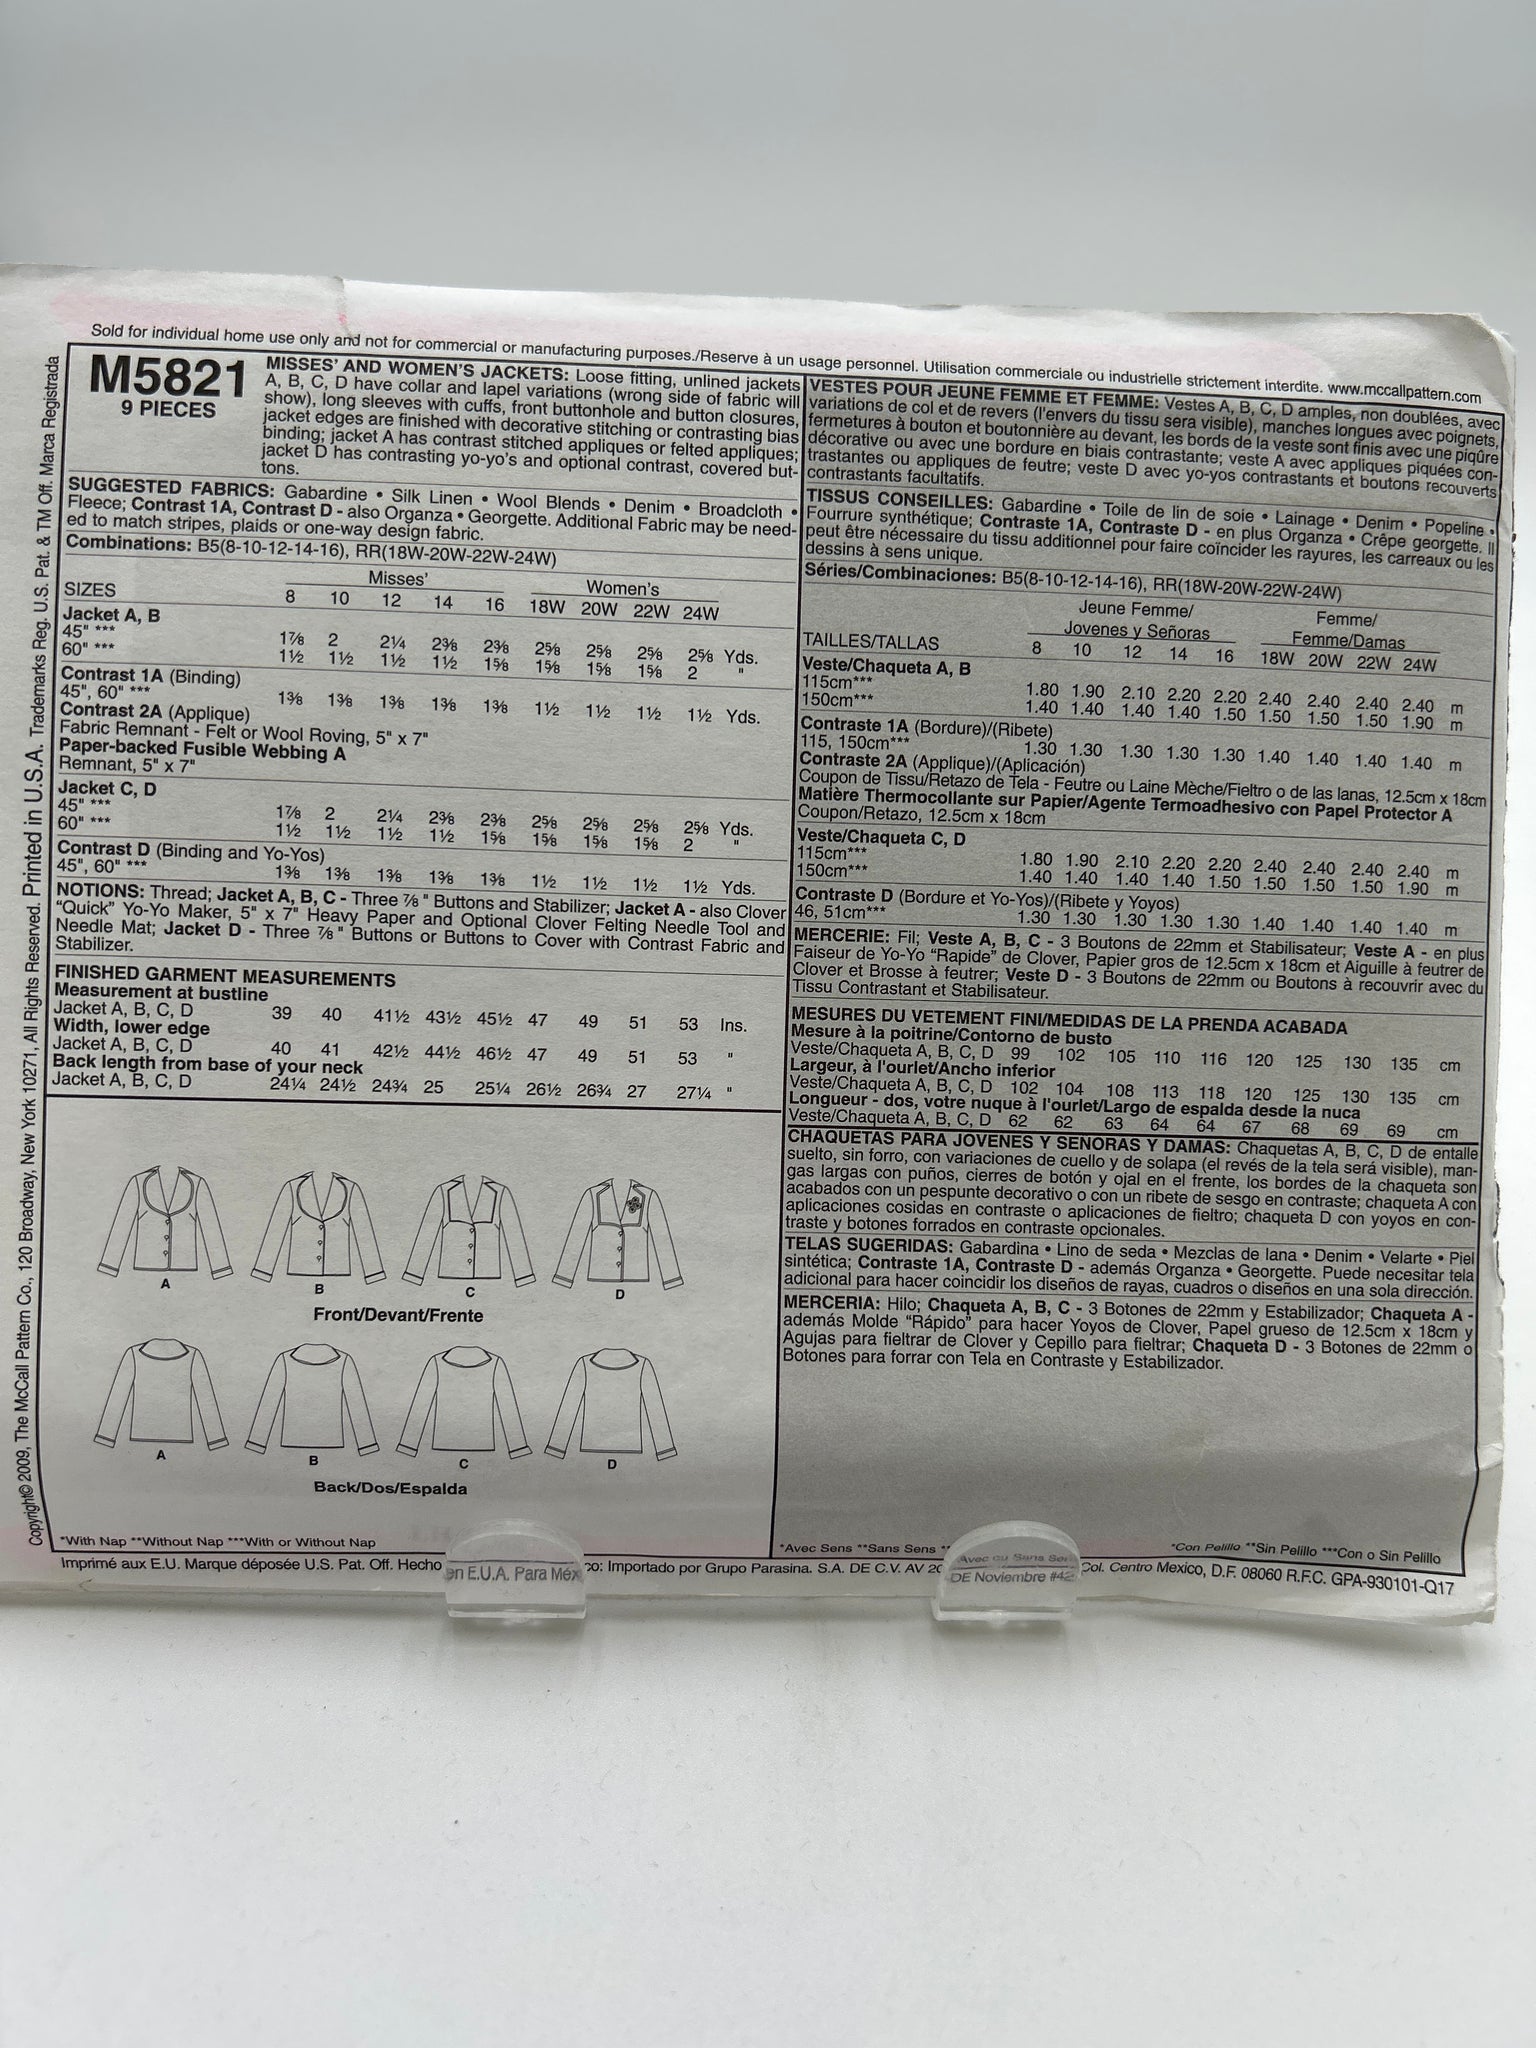 Sold for individual home use only and not for commercial or manufacturing purposes./Reserve à un usage personnel. Utilisation commerciale ou industrielle strictement interdite. www.mccallpattern.com
Copyright© 2009, The McCall Pattern Co., 120 Broadway, New York 10271, All Rights Reserved. Printed in U.S.A. Trademarks Reg. U.S. Pat. & TM Off. Marca Registrada
M5821
9 PIECES
MISSES' AND WOMEN'S JACKETS: Loose fitting, unlined jackets
A, B, C, D have collar and lapel variations (wrong side of fabric will
show), long sleeves with cuffs, front buttonhole and button closures,
jacket edges are finished with decorative stitching or contrasting bias
binding; jacket A has contrast stitched appliques or felted appliques;
jacket D has contrasting yo-yo's and optional contrast, covered but-
tons.
SUGGESTED FABRICS: Gabardine • Silk Linen • Wool Blends • Denim • Broadcloth •
Fleece; Contrast 1A, Contrast D - also Organza • Georgette. Additional Fabric may be need-
ed to match stripes, plaids or one-way design fabric.
Combinations: B5(8-10-12-14-16), RR(18W-20W-22W-24W)
Misses' Women's
SIZES 8 10 12 14 16 18W 20W 22W 24W
Jacket A, B
45" *** 1⅞ 2 2¼ 2⅜ 2⅜ 2⅝ 2⅝ 2⅝ 2⅝ Yds.
60" *** 1½ 1½ 1½ 1½ 1⅝ 1⅝ 1⅝ 1⅝ 2 "
Contrast 1A (Binding)
45", 60" *** 1⅜ 1⅜ 1⅜ 1⅜ 1⅜ 1½ 1½ 1½ 1½ Yds.
Contrast 2A (Applique)
Fabric Remnant - Felt or Wool Roving, 5" x 7"
Paper-backed Fusible Webbing A
Remnant, 5" x 7"
Jacket C, D
45" *** 1⅞ 2 2¼ 2⅜ 2⅜ 2⅝ 2⅝ 2⅝ 2⅝ Yds.
60" *** 1½ 1½ 1½ 1½ 1⅝ 1⅝ 1⅝ 1⅝ 2 "
Contrast D (Binding and Yo-Yos)
45", 60" *** 1⅜ 1⅜ 1⅜ 1⅜ 1⅜ 1½ 1½ 1½ 1½ Yds.
NOTIONS: Thread; Jacket A, B, C - Three ⅞ " Buttons and Stabilizer; Jacket A - also Clover
"Quick" Yo-Yo Maker, 5" x 7" Heavy Paper and Optional Clover Felting Needle Tool and
Needle Mat; Jacket D - Three ⅞ " Buttons or Buttons to Cover with Contrast Fabric and
Stabilizer.
FINISHED GARMENT MEASUREMENTS
Measurement at bustline
Jacket A, B, C, D 39 40 41½ 43½ 45½ 47 49 51 53 Ins.
Width, lower edge
Jacket A, B, C, D 40 41 42½ 44½ 46½ 47 49 51 53 "
Back length from base of your neck
Jacket A, B, C, D 24¼ 24½ 24¾ 25 25¼ 26½ 26¾ 27 27¼ "
A B C D
Front/Devant/Frente
A B C D
Back/Dos/Espalda
*With Nap **Without Nap ***With or Without Nap
VESTES POUR JEUNE FEMME ET FEMME: Vestes A, B, C, D amples, non doublées, avec
variations de col et de revers (l'envers du tissu sera visible), manches longues avec poignets,
fermetures à bouton et boutonnière au devant, les bords de la veste sont finis avec une piqûre
décorative ou avec une bordure en biais contrastante; veste A avec appliques piquées con-
trastantes ou appliques de feutre; veste D avec yo-yos contrastants et boutons recouverts
contrastants facultatifs.
TISSUS CONSEILLES: Gabardine • Toile de lin de soie • Lainage • Denim • Popeline •
Fourrure synthétique; Contraste 1A, Contraste D - en plus Organza • Crêpe georgette. Il
peut être nécessaire du tissu additionnel pour faire coïncider les rayures, les carreaux ou les
dessins à sens unique.
Séries/Combinaciones: B5(8-10-12-14-16), RR(18W-20W-22W-24W)
Jeune Femme/ Femme/
Jovenes y Señoras Femme/Damas
TAILLES/TALLAS 8 10 12 14 16 18W 20W 22W 24W
Veste/Chaqueta A, B
115cm*** 1.80 1.90 2.10 2.20 2.20 2.40 2.40 2.40 2.40 m
150cm*** 1.40 1.40 1.40 1.40 1.50 1.50 1.50 1.50 1.90 m
Contraste 1A (Bordure)/(Ribete)
115, 150cm*** 1.30 1.30 1.30 1.30 1.30 1.40 1.40 1.40 1.40 m
Contraste 2A (Applique)/(Aplicación)
Coupon de Tissu/Retazo de Tela - Feutre ou Laine Mèche/Fieltro o de las lanas, 12.5cm x 18cm
Matière Thermocollante sur Papier/Agente Termoadhesivo con Papel Protector A
Coupon/Retazo, 12.5cm x 18cm
Veste/Chaqueta C, D
115cm*** 1.80 1.90 2.10 2.20 2.20 2.40 2.40 2.40 2.40 m
150cm*** 1.40 1.40 1.40 1.40 1.50 1.50 1.50 1.50 1.90 m
Contraste D (Bordure et Yo-Yos)/(Ribete y Yoyos)
46, 51cm*** 1.30 1.30 1.30 1.30 1.30 1.40 1.40 1.40 1.40 m
MERCERIE: Fil; Veste A, B, C - 3 Boutons de 22mm et Stabilisateur; Veste A - en plus
Faiseur de Yo-Yo "Rapide" de Clover, Papier gros de 12.5cm x 18cm et Aiguille à feutrer de
Clover et Brosse à feutrer; Veste D - 3 Boutons de 22mm ou Boutons à recouvrir avec du
Tissu Contrastant et Stabilisateur.
MESURES DU VETEMENT FINI/MEDIDAS DE LA PRENDA ACABADA
Mesure à la poitrine/Contorno de busto
Veste/Chaqueta A, B, C, D 99 102 105 110 116 120 125 130 135 cm
Largeur, à l'ourlet/Ancho inferior
Veste/Chaqueta A, B, C, D 102 104 108 113 118 120 125 130 135 cm
Longueur - dos, votre nuque à l'ourlet/Largo de espalda desde la nuca
Veste/Chaqueta A, B, C, D 62 62 63 64 64 67 68 69 69 cm
CHAQUETAS PARA JOVENES Y SEÑORAS Y DAMAS: Chaquetas A, B, C, D de entalle
suelto, sin forro, con variaciones de cuello y de solapa (el revés de la tela será visible), man-
gas largas con puños, cierres de botón y ojal en el frente, los bordes de la chaqueta son
acabados con un pespunte decorativo o con un ribete de sesgo en contraste; chaqueta A con
aplicaciones cosidas en contraste o aplicaciones de fieltro; chaqueta D con yoyos en con-
traste y botones forrados en contraste opcionales.
TELAS SUGERIDAS: Gabardina • Lino de seda • Mezclas de lana • Denim • Velarte • Piel
sintética; Contraste 1A, Contraste D - además Organza • Georgette. Puede necesitar tela
adicional para hacer coincidir los diseños de rayas, cuadros o diseños en una sola dirección.
MERCERIA: Hilo; Chaqueta A, B, C - 3 Botones de 22mm y Estabilizador; Chaqueta A -
además Molde "Rápido" para hacer Yoyos de Clover, Papel grueso de 12.5cm x 18cm y
Agujas para fieltrar de Clover y Cepillo para fieltrar; Chaqueta D - 3 Botones de 22mm o
Botones para forrar con Tela en Contraste y Estabilizador.
*Avec Sens **Sans Sens ** Avec ou Sans Sens *Con Pelillo **Sin Pelillo ***Con o Sin Pelillo
Imprimé aux E.U. Marque déposée U.S. Pat. Off. Hecho en E.U.A. Para Méx co: Importado por Grupo Parasina. S.A. DE C.V. AV 20 DE Noviembre #42 Col. Centro Mexico, D.F. 08060 R.F.C. GPA-930101-Q17